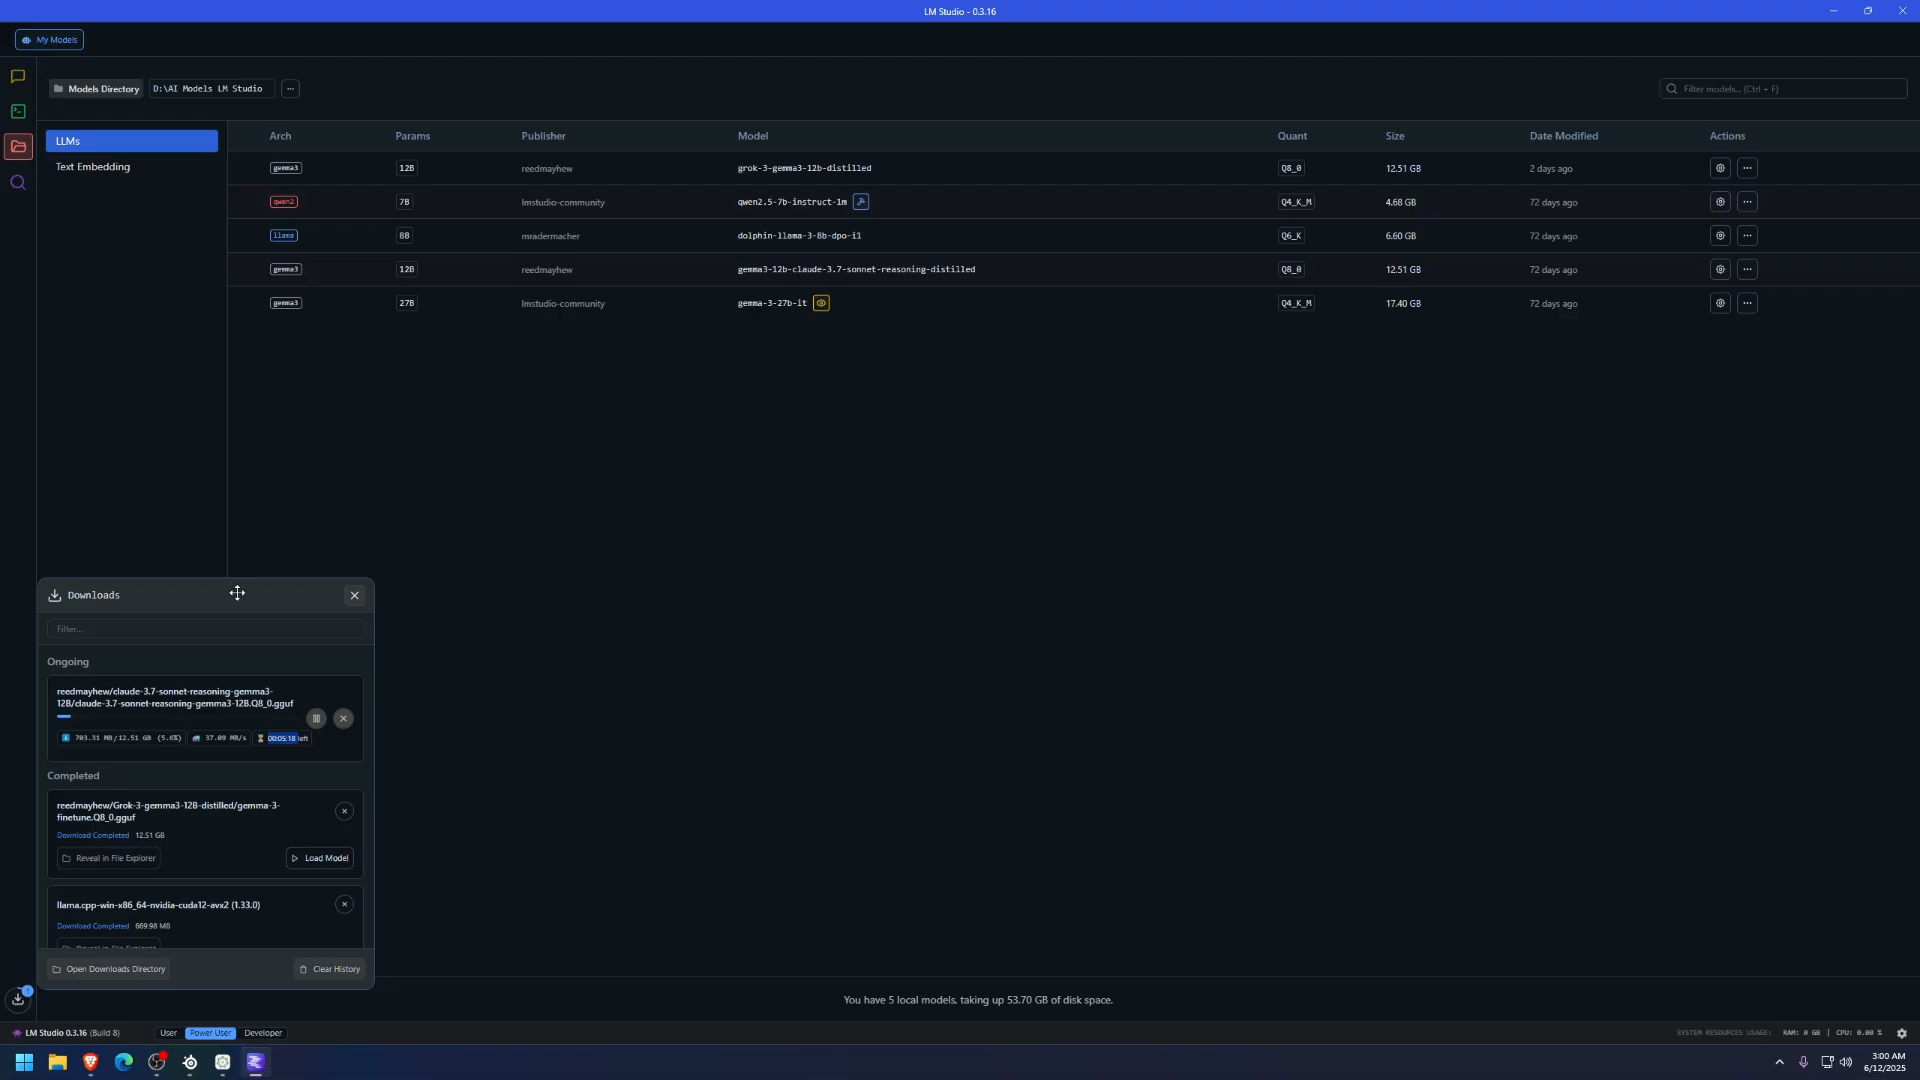 LM Studio - 0.3.16
My Models
Models Directory D:\AI Models LM Studio ...
Filter models... (Ctrl + F)
LLMs
Text Embedding
Arch Params Publisher Model Quant Size Date Modified Actions
gemma3 12B reedmayhew grok-3-gemma3-12b-distilled Q8_0 12.51 GB 2 days ago
qwen2 7B lmstudio-community qwen2.5-7b-instruct-1m Q4_K_M 4.68 GB 72 days ago
llama 8B mradermacher dolphin-llama-3-8b-dpo-i1 Q6_K 6.60 GB 72 days ago
gemma3 12B reedmayhew gemma3-12b-claude-3.7-sonnet-reasoning-distilled Q8_0 12.51 GB 72 days ago
gemma3 27B lmstudio-community gemma-3-27b-it Q4_K_M 17.40 GB 72 days ago
Downloads
Filter...
Ongoing
reedmayhew/claude-3.7-sonnet-reasoning-gemma3-
12B/claude-3.7-sonnet-reasoning-gemma3-12B.Q8_0.gguf
703.31 MB/12.51 GB (5.6%) 37.09 MB/s 00:05:18 left
Completed
reedmayhew/Grok-3-gemma3-12B-distilled/gemma-3-
finetune.Q8_0.gguf
Download Completed 12.51 GB
Reveal in File Explorer Load Model
llama.cpp-win-x86_64-nvidia-cuda12-avx2 (1.33.0)
Download Completed 669.98 MB
Reveal in File Explorer
Open Downloads Directory Clear History
1
You have 5 local models, taking up 53.70 GB of disk space.
LM Studio 0.3.16 (Build 8) User Power User Developer
SYSTEM RESOURCES USAGE: RAM: 0 GB | CPU: 0.00 %
3:00 AM
6/12/2025